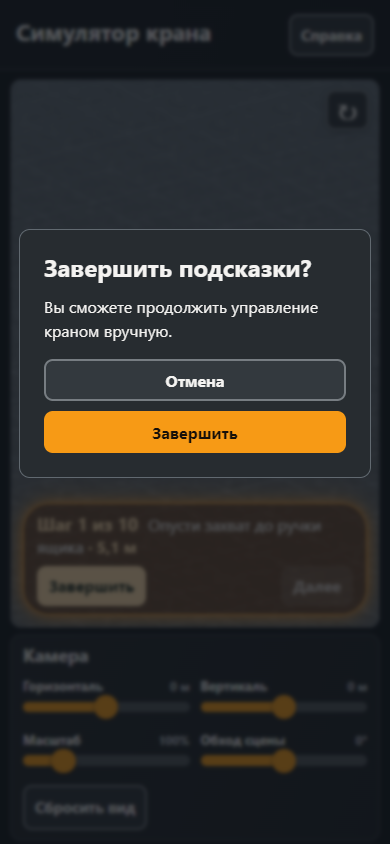 Симулятор крана
Справка
Завершить подсказки?
Вы сможете продолжить управление
краном вручную.
Отмена
Завершить
Шаг 1 из 10 Опусти захват до ручки
ящика · 5,1 м
Завершить
Далее
Камера
Горизонталь 0 м
Вертикаль 0 м
Масштаб 100%
Обход сцены 0°
Сбросить вид